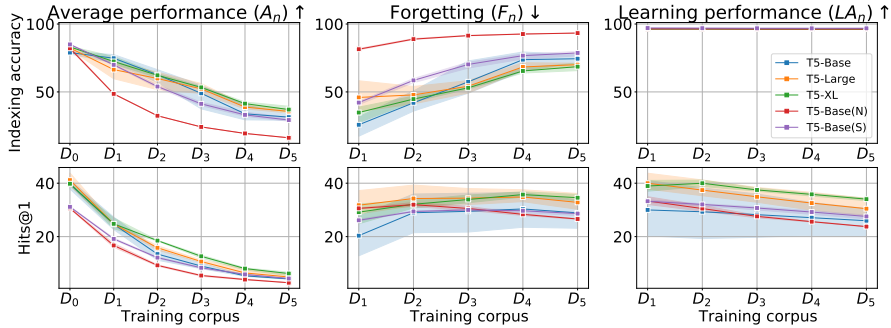 Average performance (Aₙ) ↑
Forgetting (Fₙ) ↓
Learning performance (LAₙ) ↑
Indexing accuracy
100
50
100
50
100
50
T5-Base
T5-Large
T5-XL
T5-Base(N)
T5-Base(S)
D₀ D₁ D₂ D₃ D₄ D₅
D₁ D₂ D₃ D₄ D₅
D₁ D₂ D₃ D₄ D₅
Hits@1
40
20
40
20
40
20
D₀ D₁ D₂ D₃ D₄ D₅
D₁ D₂ D₃ D₄ D₅
D₁ D₂ D₃ D₄ D₅
Training corpus
Training corpus
Training corpus